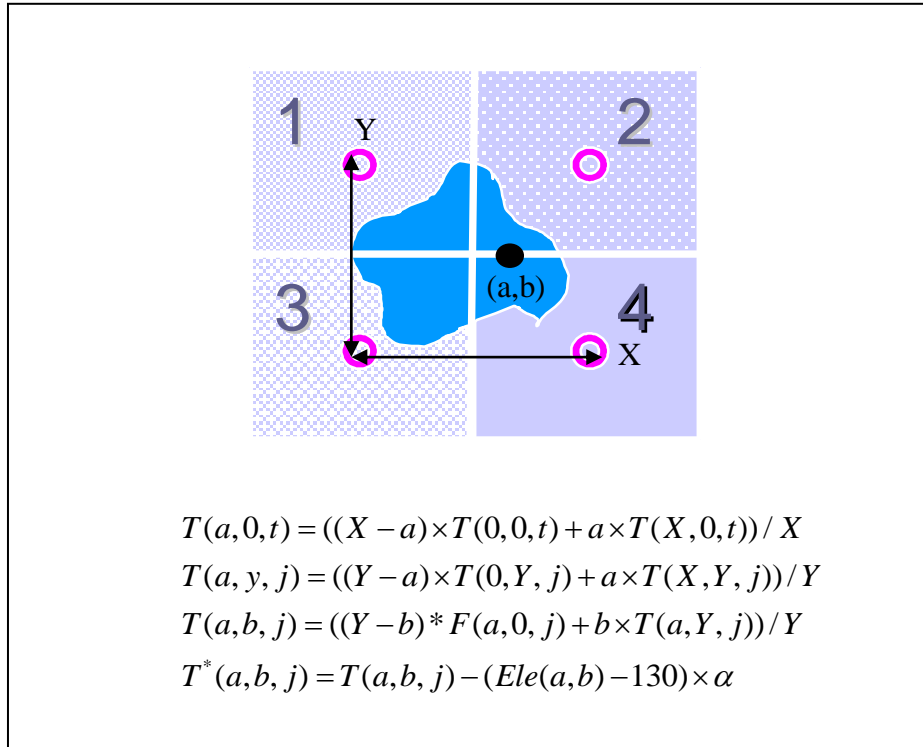 1
2
Y
(a,b)
3
4
X
T(a,0,t) = ((X − a)×T(0,0,t) + a×T(X,0,t)) / X
T(a, y, j) = ((Y − a)×T(0,Y, j) + a×T(X,Y, j)) / Y
T(a,b, j) = ((Y − b)* F(a,0, j) + b×T(a,Y, j)) / Y
T*(a,b, j) = T(a,b, j) − (Ele(a,b) −130)×α